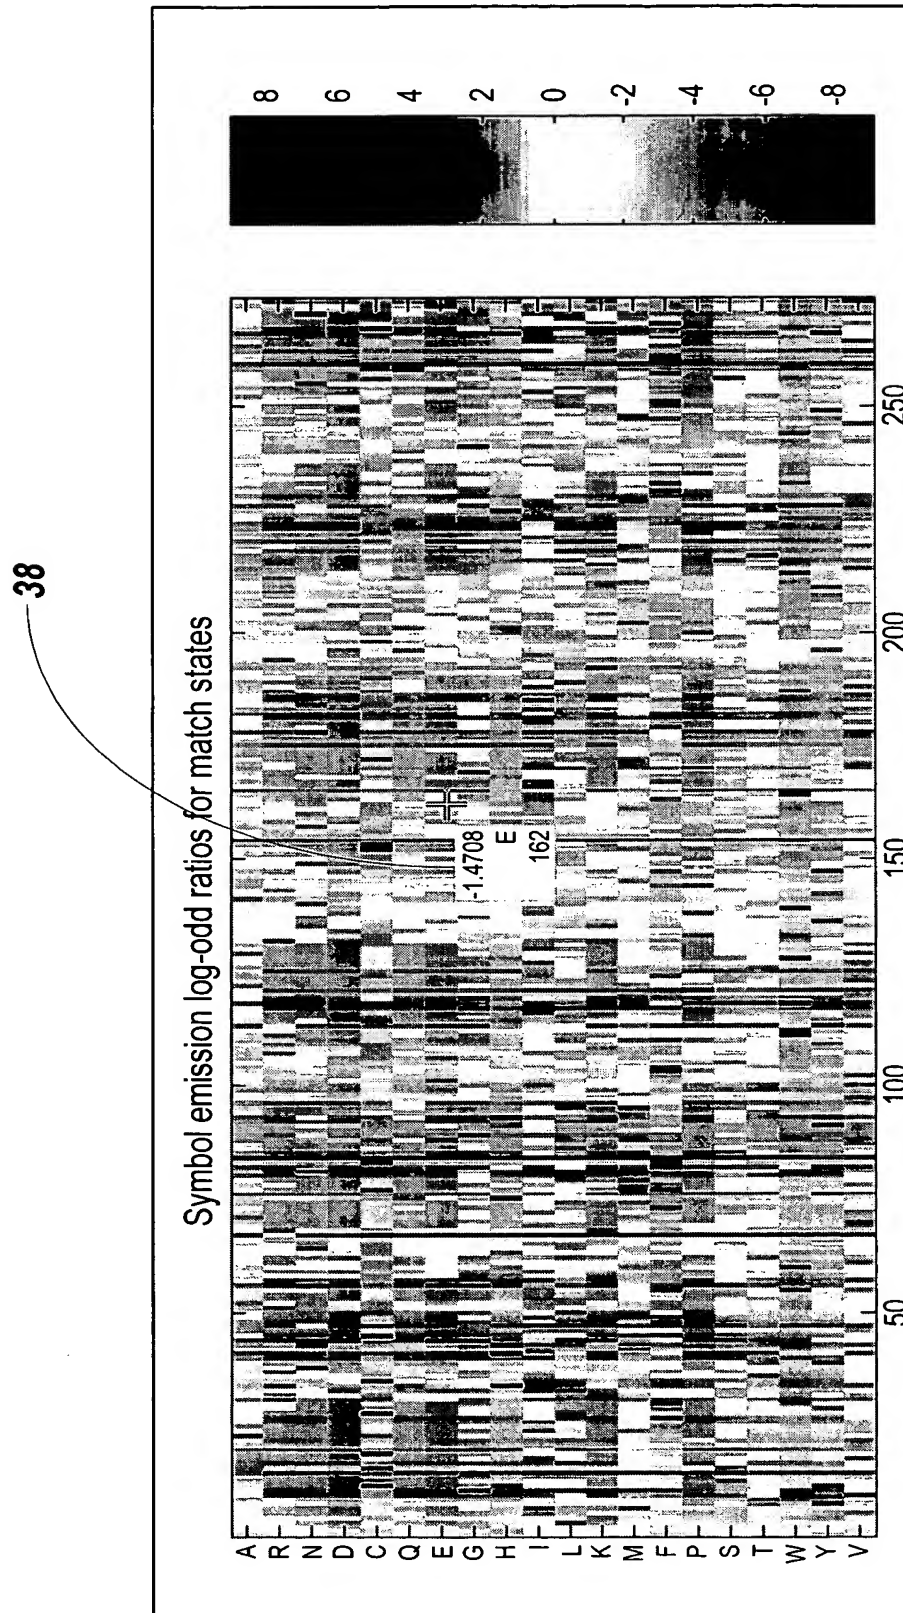 38
Symbol emission log-odd ratios for match states
A
R
N
D
C
Q
E
G
H
I
L
K
M
F
P
S
T
W
Y
V
-1.4708
E
162
50
100
150
200
250
8
6
4
2
0
-2
-4
-6
-8